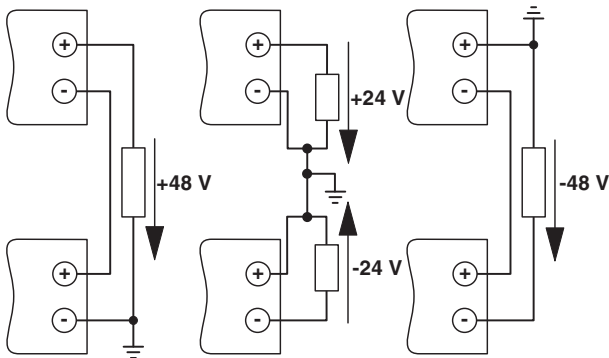 + + +
- - -
+24 V
+48 V
-48 V
-24 V
+ + +
- - -